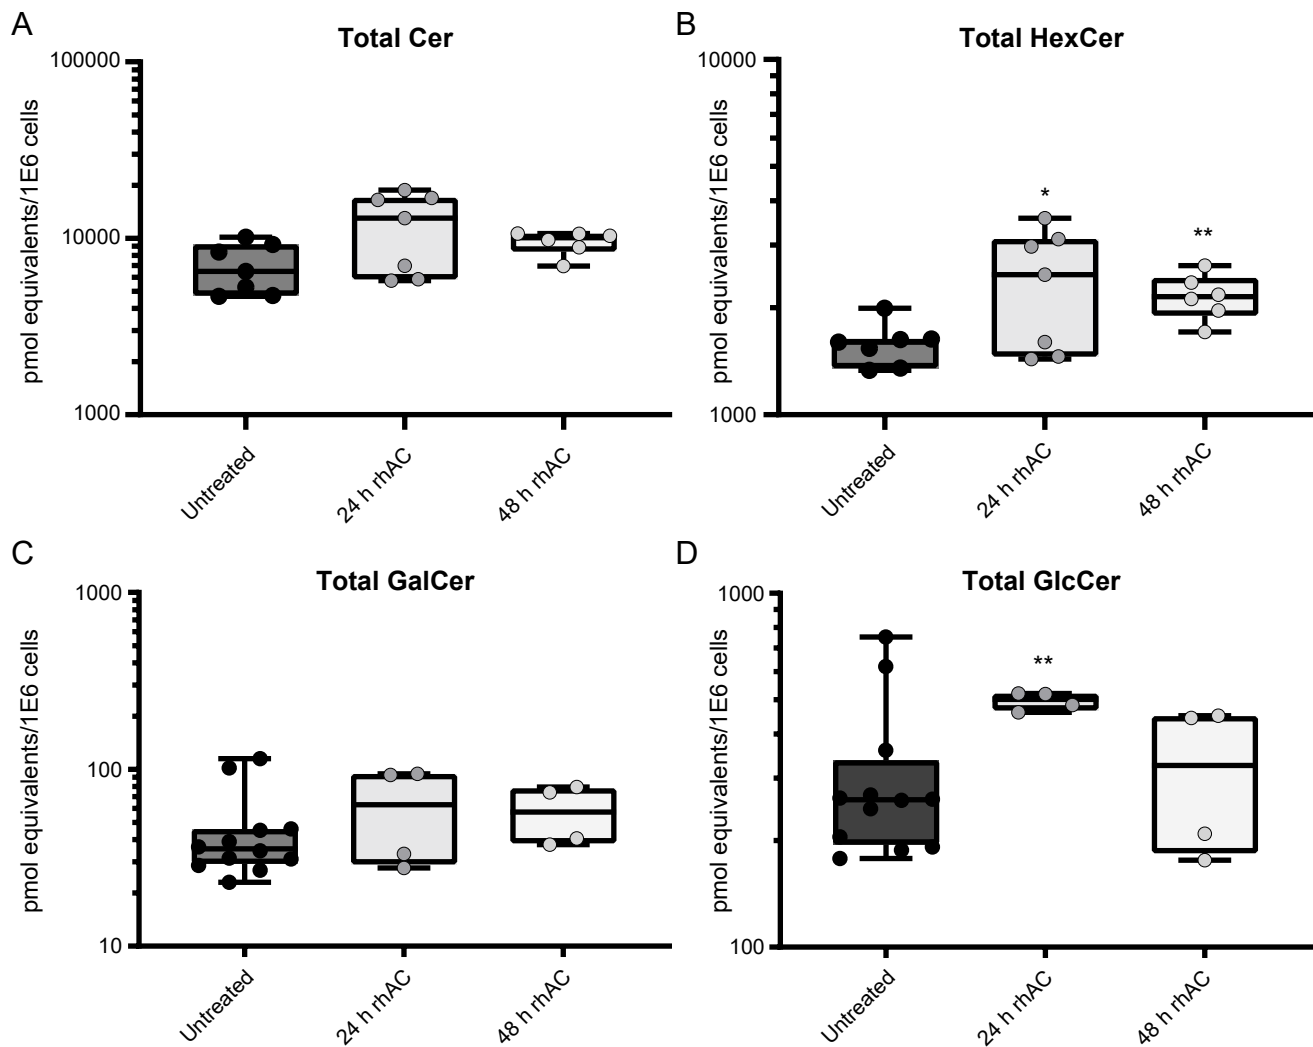 A
Total Cer
pmol equivalents/1E6 cells
100000
10000
1000
Untreated
24 h rhAC
48 h rhAC
B
Total HexCer
pmol equivalents/1E6 cells
10000
1000
*
**
Untreated
24 h rhAC
48 h rhAC
C
Total GalCer
pmol equivalents/1E6 cells
1000
100
10
Untreated
24 h rhAC
48 h rhAC
D
Total GlcCer
pmol equivalents/1E6 cells
1000
100
**
Untreated
24 h rhAC
48 h rhAC